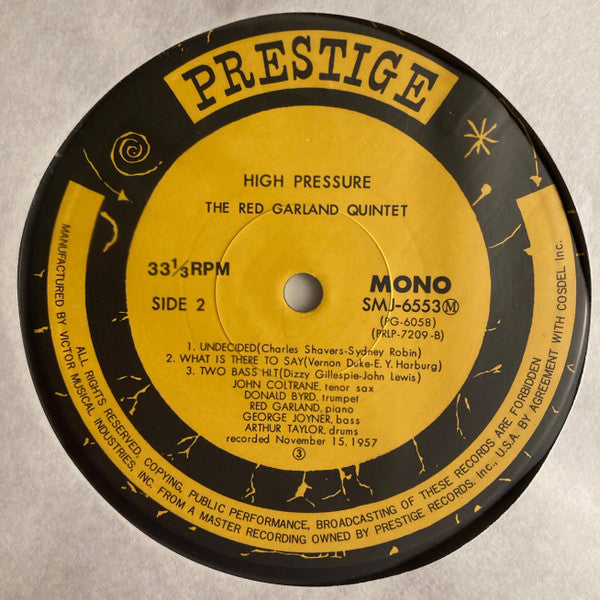 PRESTIGE
HIGH PRESSURE
THE RED GARLAND QUINTET
33⅓RPM
SIDE 2
MONO
SMJ-6553Ⓜ
(PG-6058)
(PRLP-7209-B)
1. UNDECIDED(Charles Shavers-Sydney Robin)
2. WHAT IS THERE TO SAY(Vernon Duke-E.Y. Harburg)
3. TWO BASS HIT(Dizzy Gillespie-John Lewis)
JOHN COLTRANE, tenor sax
DONALD BYRD, trumpet
RED GARLAND, piano
GEORGE JOYNER, bass
ARTHUR TAYLOR, drums
recorded November 15.1957
③
ALL RIGHTS RESERVED, COPYING, PUBLIC PERFORMANCE, BROADCASTING OF THESE RECORDS ARE FORBIDDEN
MANUFACTURED BY VICTOR MUSICAL INDUSTRIES, INC. FROM A MASTER RECORDING OWNED BY PRESTIGE RECORDS. Inc., U.S.A. BY AGREEMENT WITH COSDEL Inc.